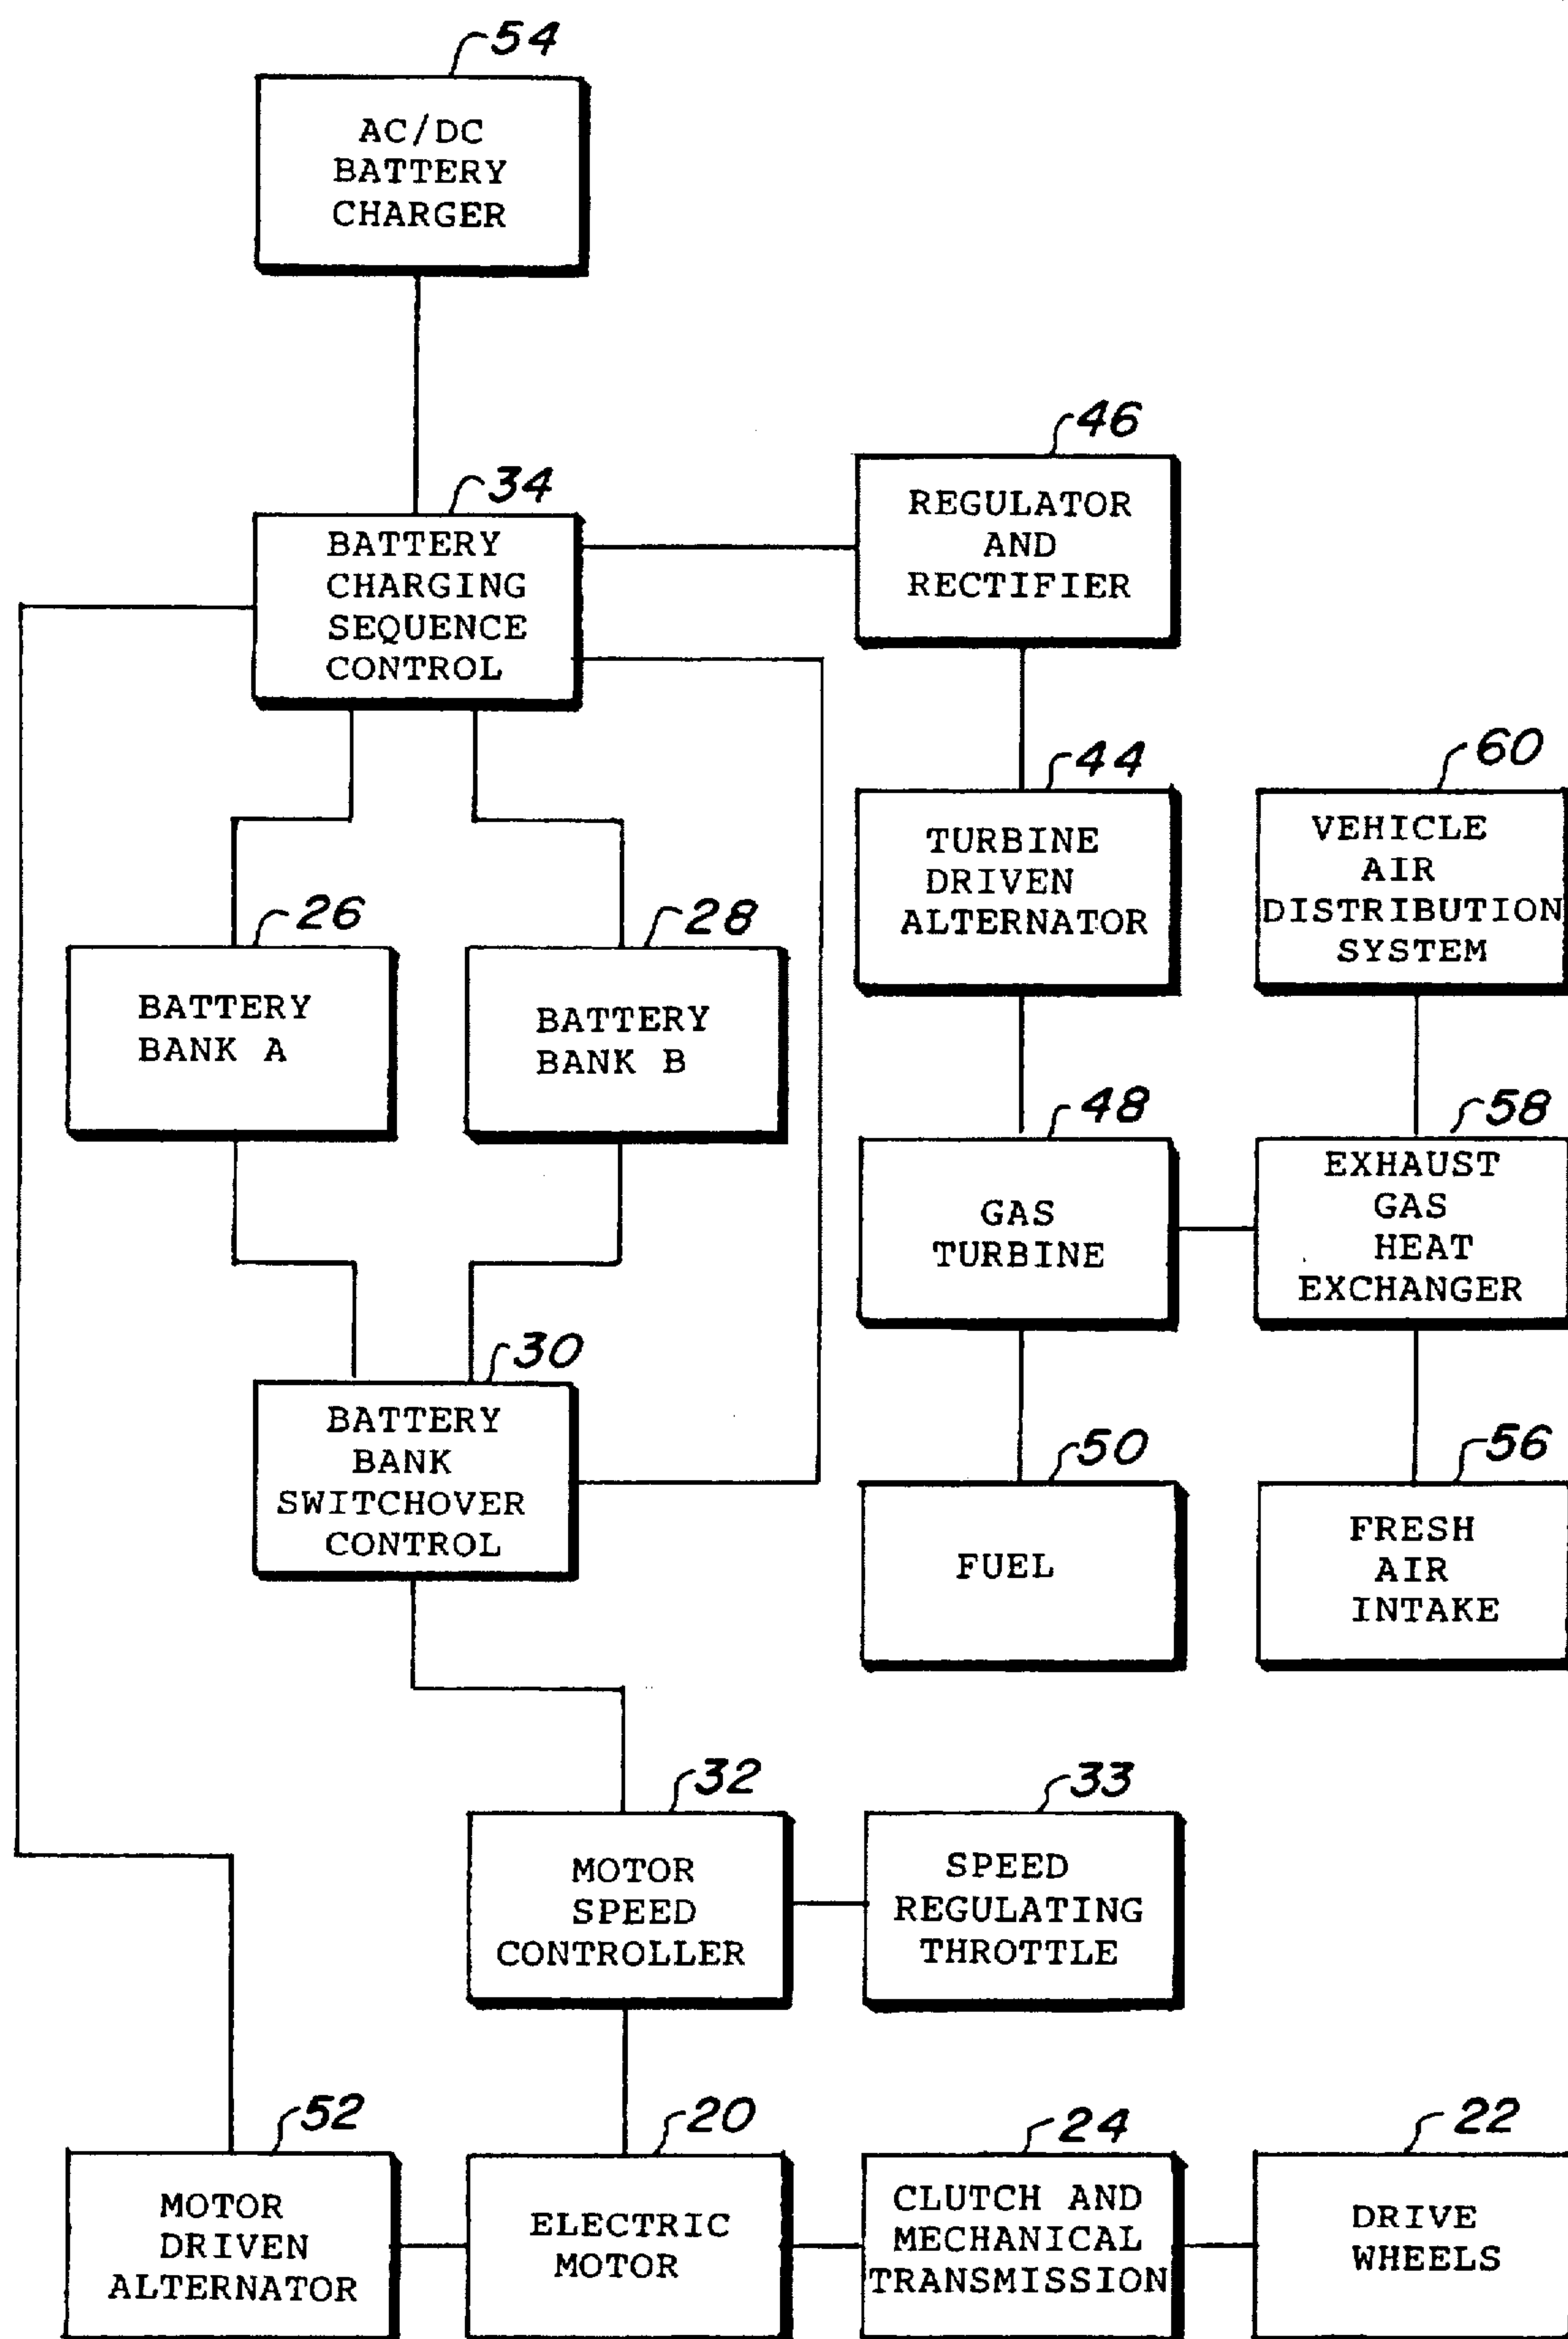 54
AC/DC
BATTERY
CHARGER
34
BATTERY
CHARGING
SEQUENCE
CONTROL
46
REGULATOR
AND
RECTIFIER
44
TURBINE
DRIVEN
ALTERNATOR
60
VEHICLE
AIR
DISTRIBUTION
SYSTEM
26
BATTERY
BANK A
28
BATTERY
BANK B
48
GAS
TURBINE
58
EXHAUST
GAS
HEAT
EXCHANGER
30
BATTERY
BANK
SWITCHOVER
CONTROL
50
FUEL
56
FRESH
AIR
INTAKE
32
MOTOR
SPEED
CONTROLLER
33
SPEED
REGULATING
THROTTLE
52
MOTOR
DRIVEN
ALTERNATOR
20
ELECTRIC
MOTOR
24
CLUTCH AND
MECHANICAL
TRANSMISSION
22
DRIVE
WHEELS